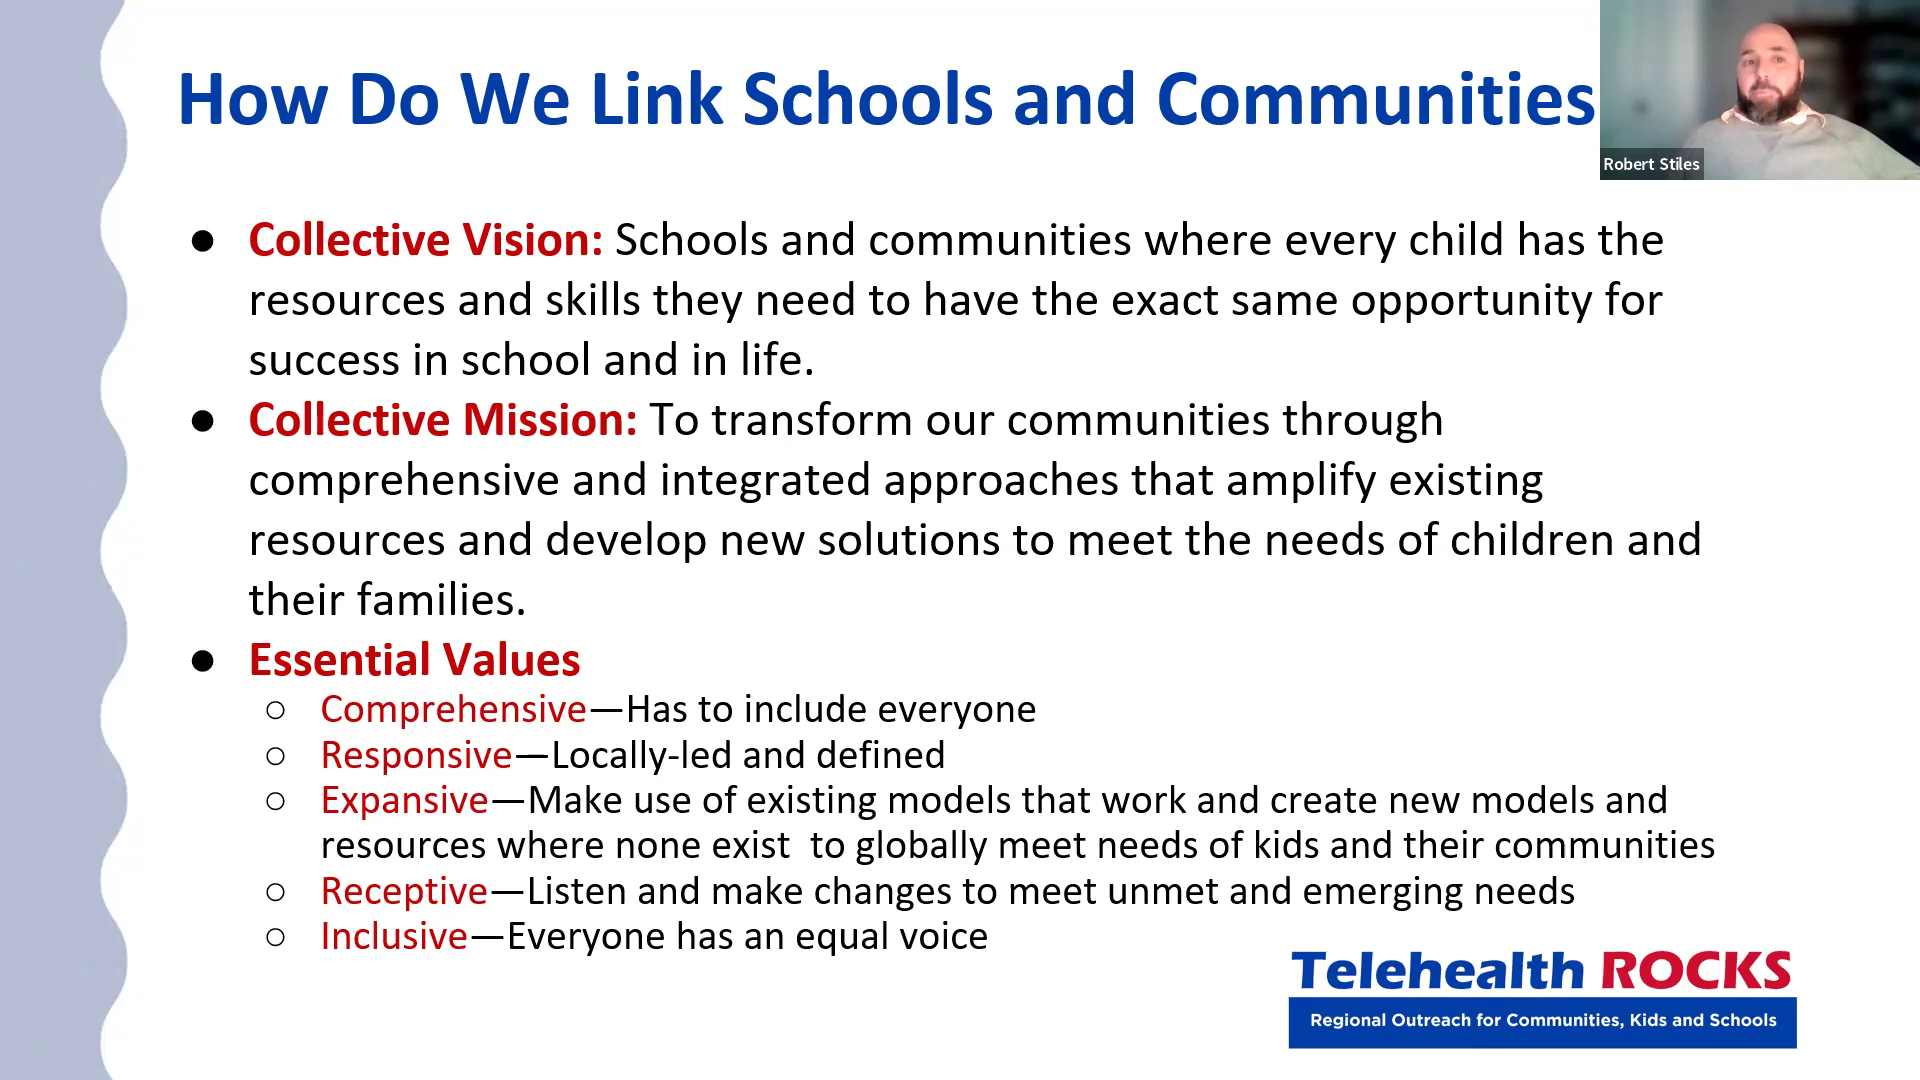 How Do We Link Schools and Communities
Robert Stiles
● Collective Vision: Schools and communities where every child has the
resources and skills they need to have the exact same opportunity for
success in school and in life.
● Collective Mission: To transform our communities through
comprehensive and integrated approaches that amplify existing
resources and develop new solutions to meet the needs of children and
their families.
● Essential Values
○ Comprehensive—Has to include everyone
○ Responsive—Locally-led and defined
○ Expansive—Make use of existing models that work and create new models and
resources where none exist  to globally meet needs of kids and their communities
○ Receptive—Listen and make changes to meet unmet and emerging needs
○ Inclusive—Everyone has an equal voice
Telehealth ROCKS
Regional Outreach for Communities, Kids and Schools